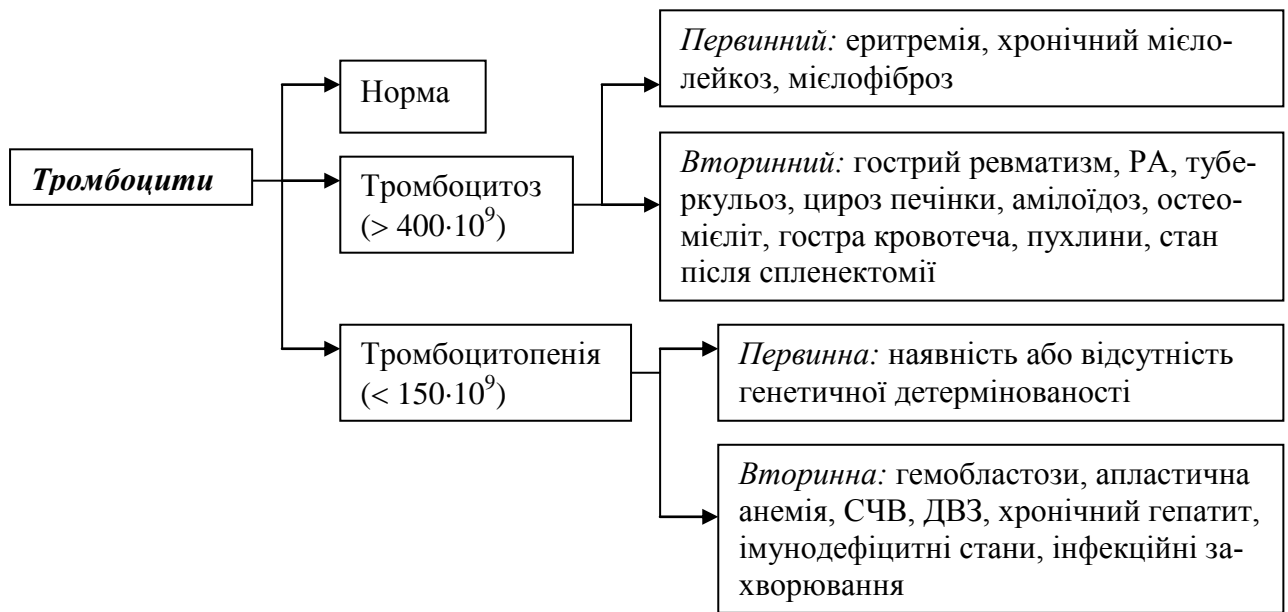 Тромбоцити
Норма
Тромбоцитоз
(> 400·10⁹)
Первинний: еритремія, хронічний мієло-
лейкоз, мієлофіброз
Вторинний: гострий ревматизм, РА, тубе-
ркульоз, цироз печінки, амілоїдоз, остео-
мієліт, гостра кровотеча, пухлини, стан
після спленектомії
Тромбоцитопенія
(< 150·10⁹)
Первинна: наявність або відсутність
генетичної детермінованості
Вторинна: гемобластози, апластична
анемія, СЧВ, ДВЗ, хронічний гепатит,
імунодефіцитні стани, інфекційні за-
хворювання